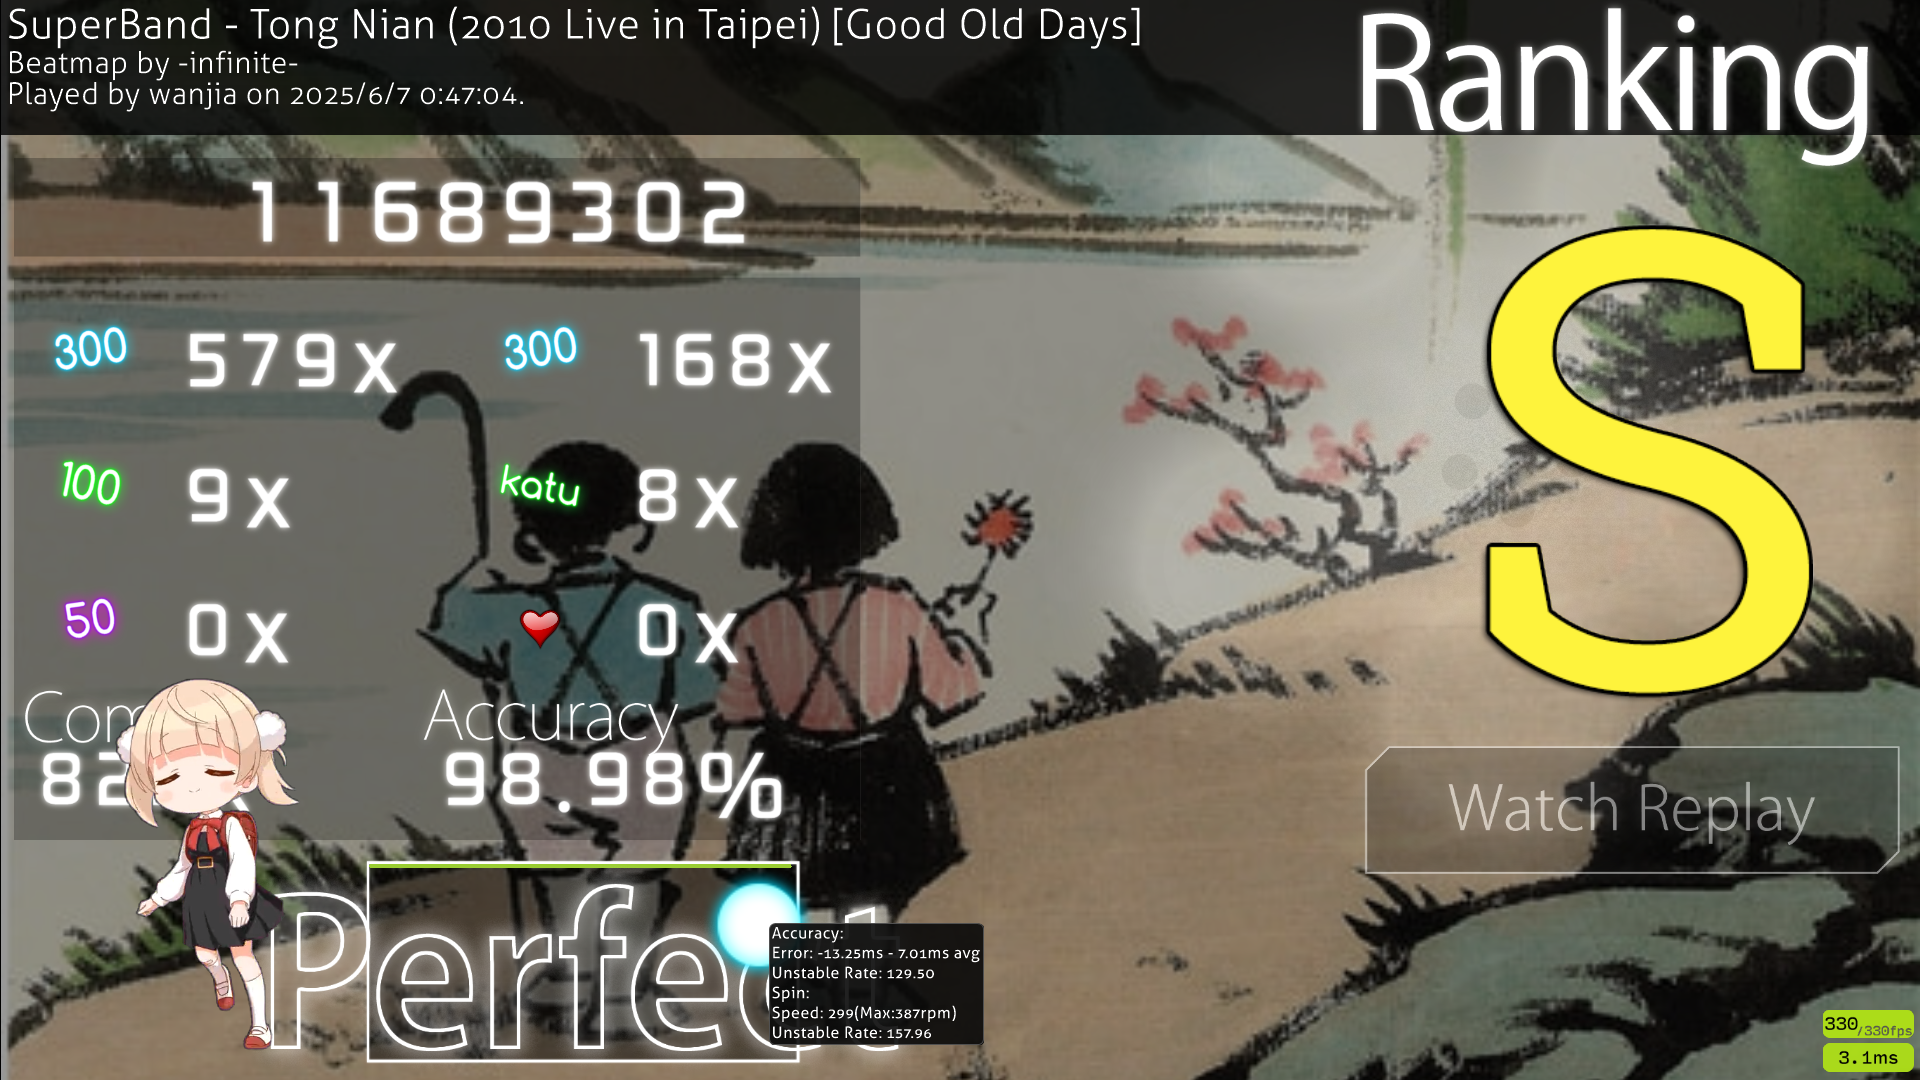 SuperBand - Tong Nian (2010 Live in Taipei) [Good Old Days]
Beatmap by -infinite-
Played by wanjia on 2025/6/7 0:47:04.
Ranking
11689302
300 579x 300 168x
100 9x katu 8x
50 0x 0x
Accuracy
98.98%
S
Watch Replay
Perfect
Accuracy:
Error: -13.25ms - 7.01ms avg
Unstable Rate: 129.50
Spin:
Speed: 299(Max:387rpm)
Unstable Rate: 157.96
330/330fps
3.1ms